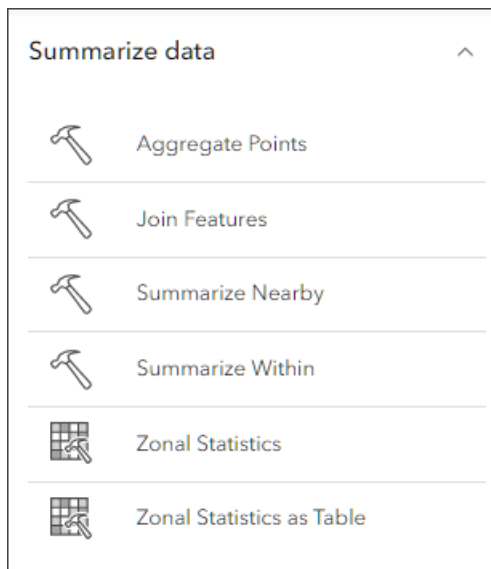 Summarize data
Aggregate Points
Join Features
Summarize Nearby
Summarize Within
Zonal Statistics
Zonal Statistics as Table